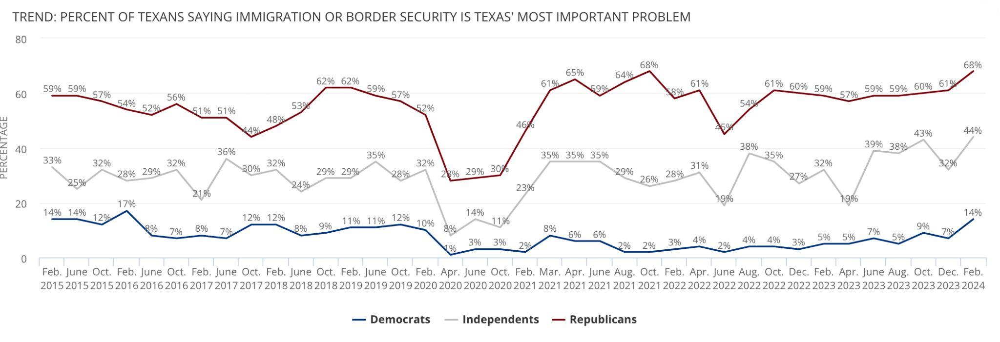 TREND: PERCENT OF TEXANS SAYING IMMIGRATION OR BORDER SECURITY IS TEXAS' MOST IMPORTANT PROBLEM
PERCENTAGE
80
60
40
20
0
59% 59% 57% 54% 52% 56% 51% 51% 44% 48% 53% 62% 62% 59% 57% 52% 28% 29% 30% 46% 61% 65% 59% 64% 68% 58% 61% 45% 54% 61% 60% 59% 57% 59% 59% 60% 61% 68%
33% 25% 32% 28% 29% 32% 21% 36% 30% 32% 24% 29% 29% 35% 28% 32% 8% 14% 11% 23% 35% 35% 35% 29% 26% 28% 31% 19% 38% 35% 27% 32% 19% 39% 38% 43% 32% 44%
14% 14% 12% 17% 8% 7% 8% 7% 12% 12% 8% 9% 11% 11% 12% 10% 1% 3% 3% 2% 8% 6% 6% 2% 2% 3% 4% 2% 4% 4% 3% 5% 5% 7% 5% 9% 7% 14%
Feb. June Oct. Feb. June Oct. Feb. June Oct. Feb. June Oct. Feb. June Oct. Feb. Apr. June Oct. Feb. Mar. Apr. June Aug. Oct. Feb. Apr. June Aug. Oct. Dec. Feb. Apr. June Aug. Oct. Dec. Feb.
2015 2015 2015 2016 2016 2016 2017 2017 2017 2018 2018 2018 2019 2019 2019 2020 2020 2020 2020 2021 2021 2021 2021 2021 2021 2022 2022 2022 2022 2022 2022 2023 2023 2023 2023 2023 2023 2024
Democrats Independents Republicans